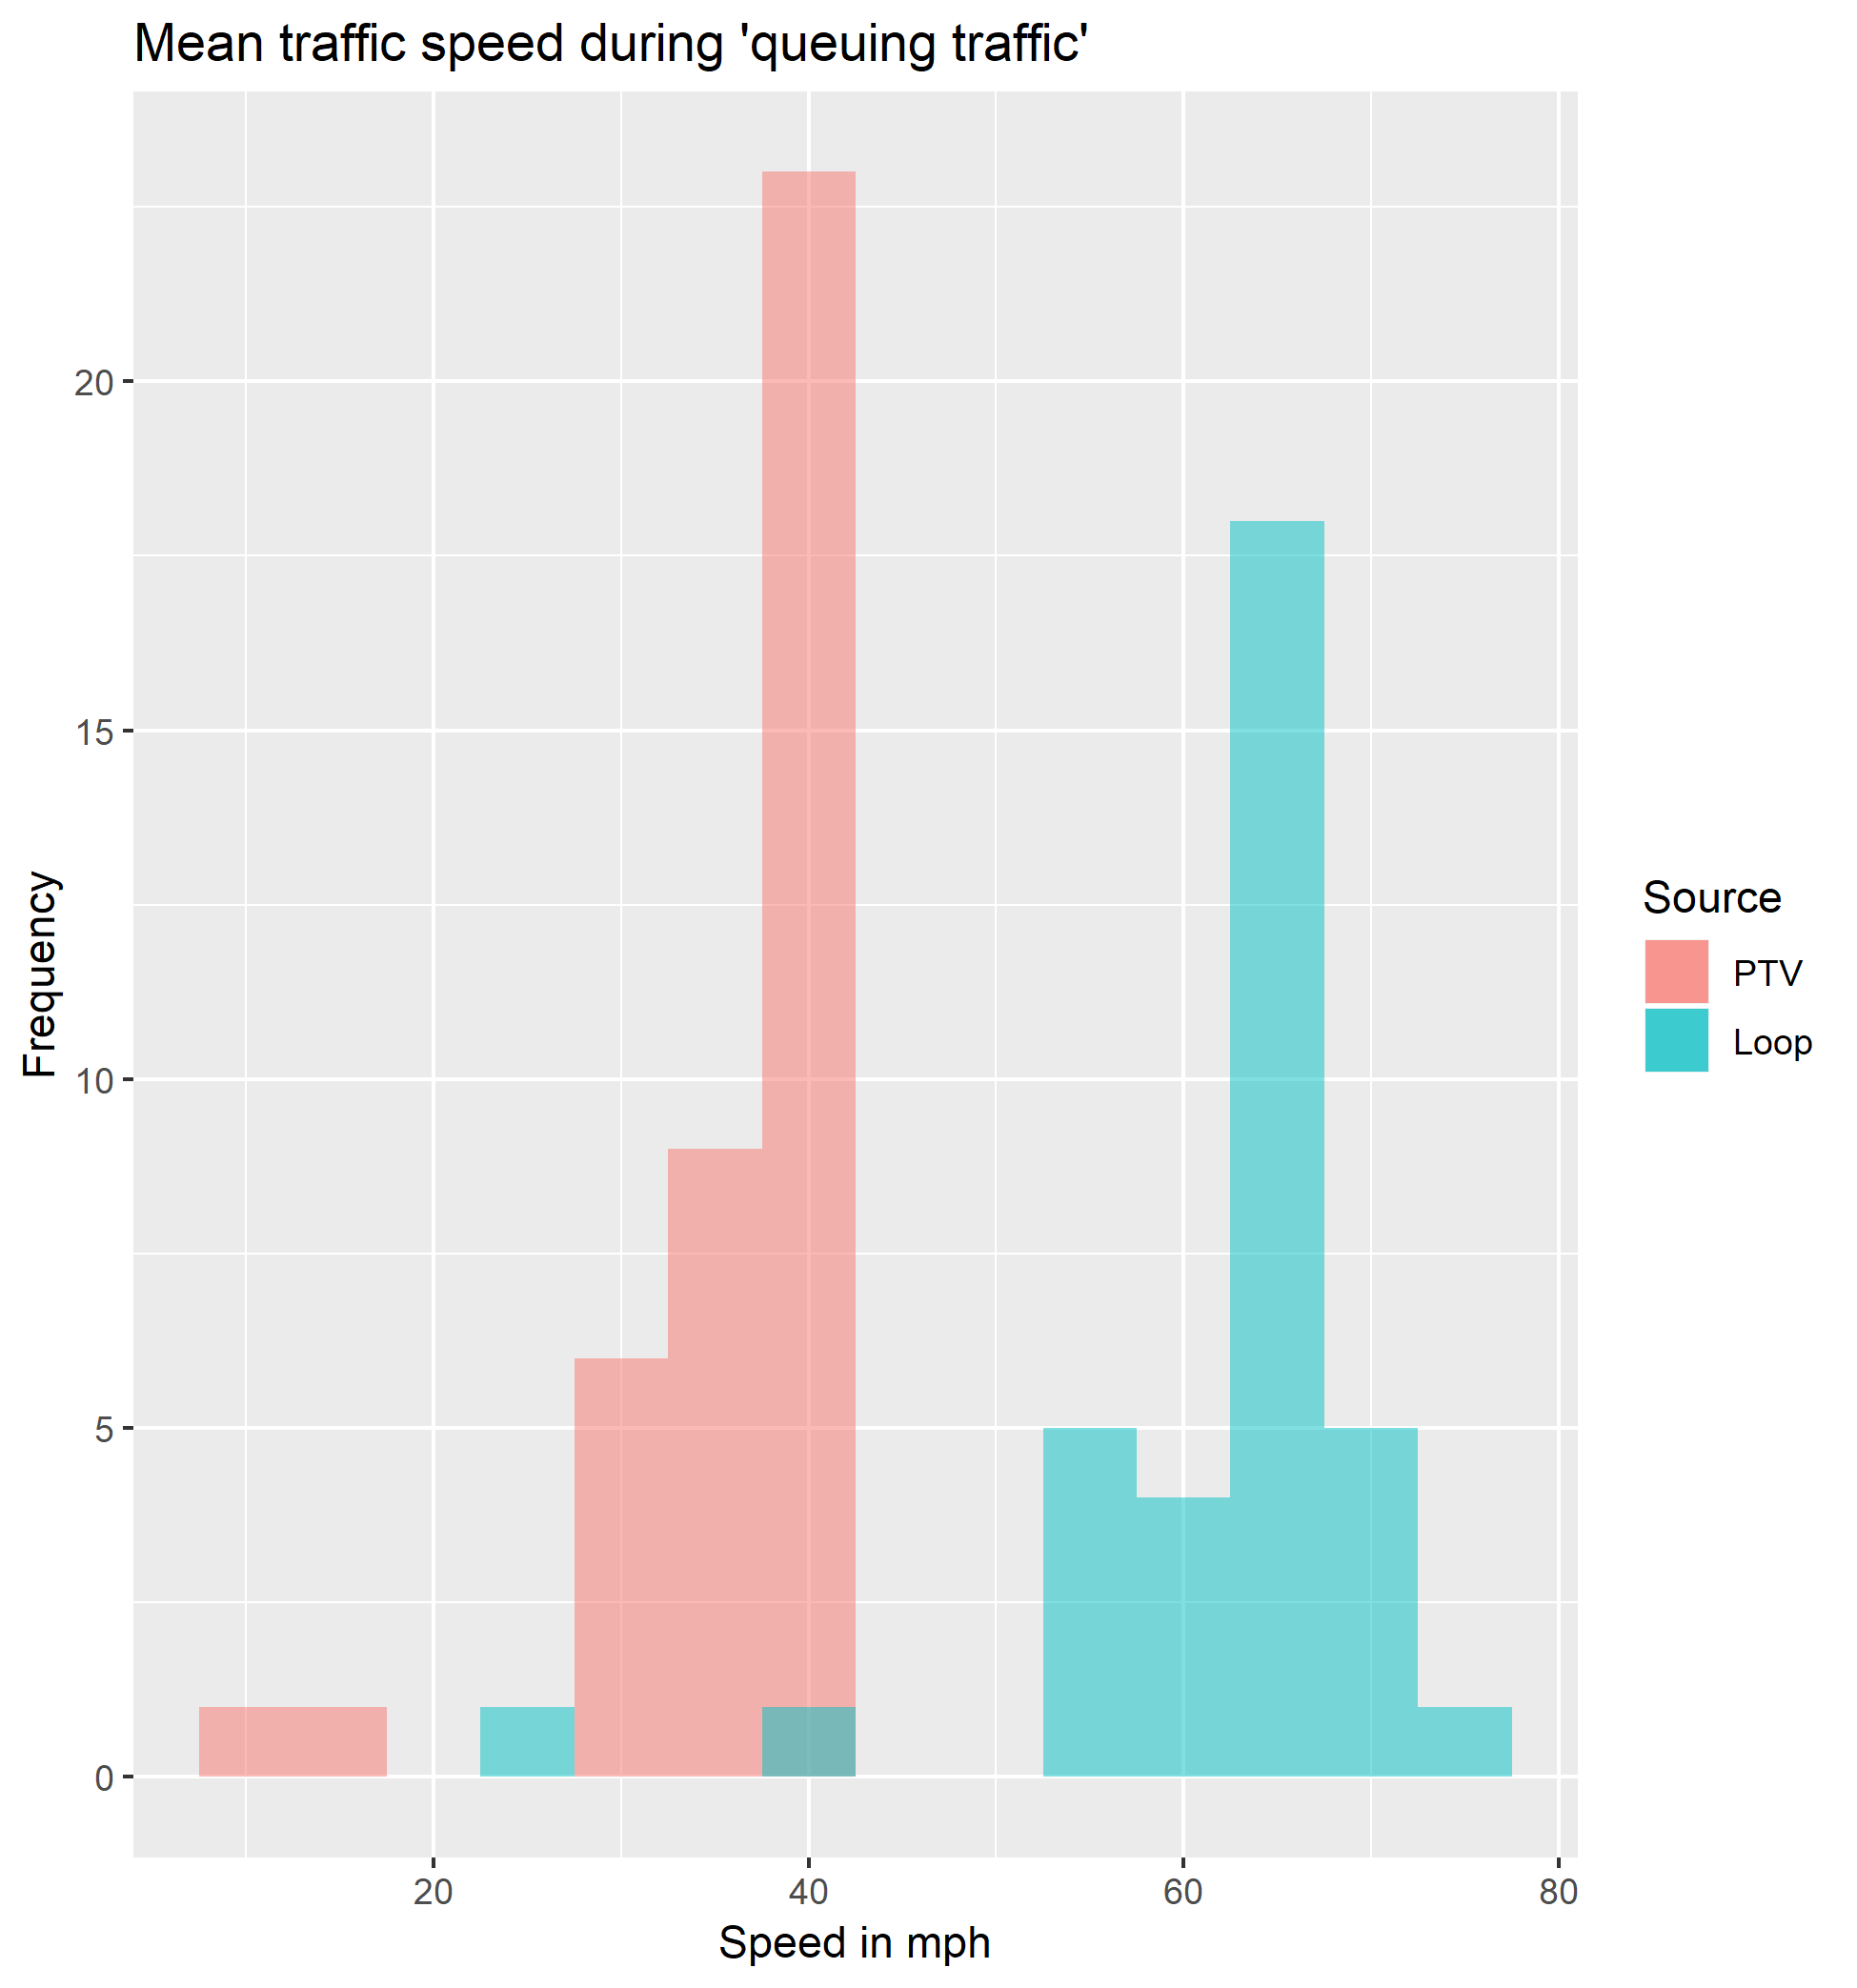 Mean traffic speed during 'queuing traffic'
20
15
10
5
0
Frequency
20
40
60
80
Speed in mph
Source
PTV
Loop